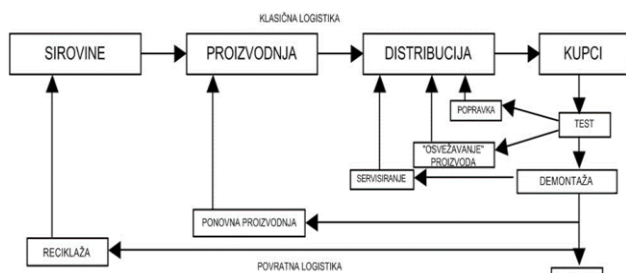 KLASIČNA LOGISTIKA
SIROVINE
PROIZVODNJA
DISTRIBUCIJA
KUPCI
POPRAVKA
TEST
"OSVEŽAVANJE"
PROIZVODA
SERVISIRANJE
DEMONTAŽA
PONOVNA PROIZVODNJA
RECIKLAŽA
POVRATNA LOGISTIKA